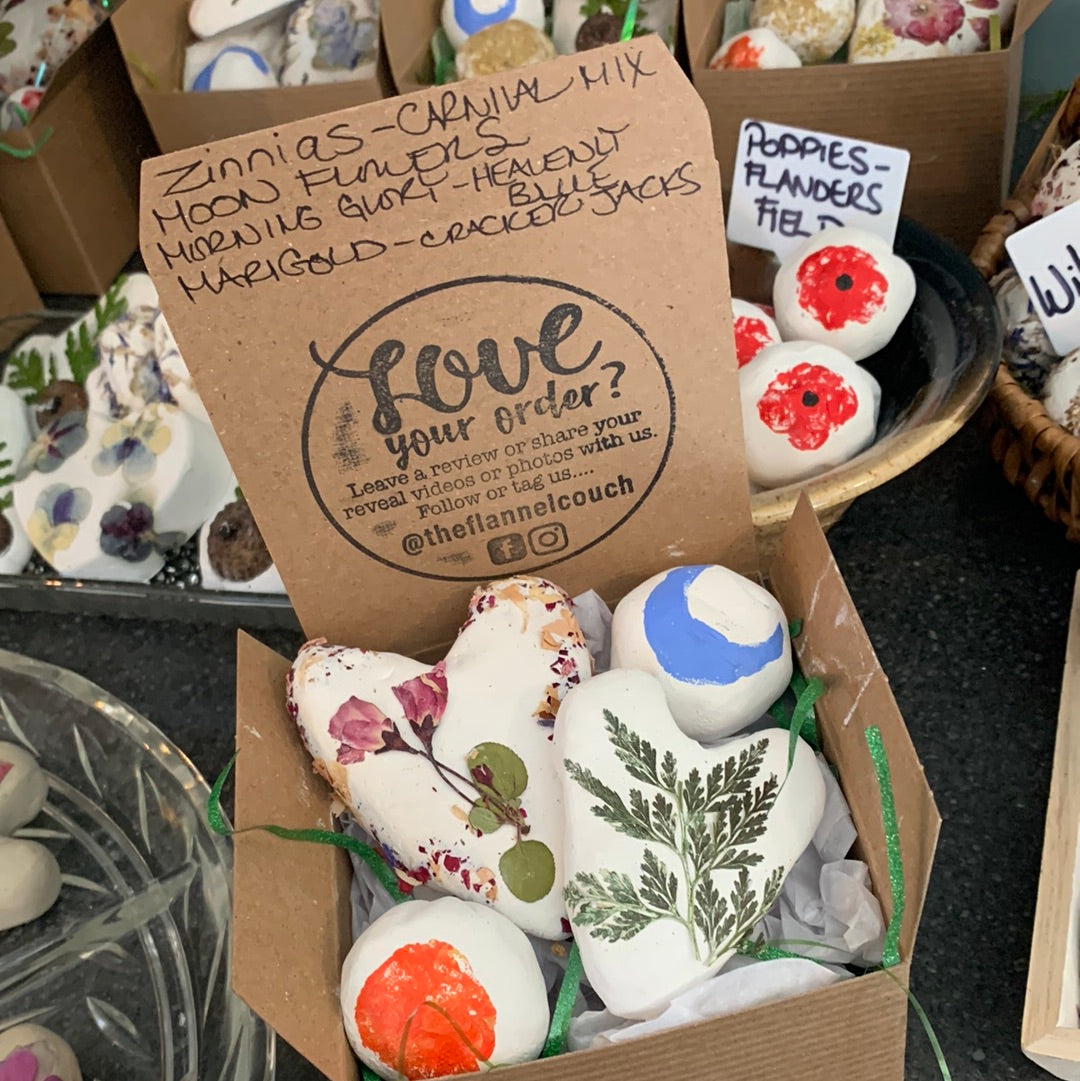 Zinnias-CARNIVAL MIX
MOON FLOWERS
MORNING GLORY-HEAVENLY
BLUE
MARIGOLD-CRACKER JACKS
Love
your order?
Leave a review or share your
reveal videos or photos with us.
Follow or tag us....
@theflannelcouch
POPPIES-
FLANDERS
FIELD
Wil